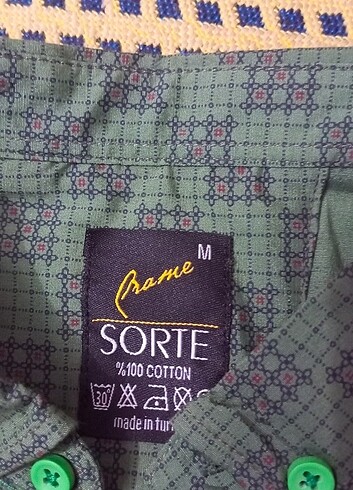 M
Prame
SORTE
%100 COTTON
30°
made in tur